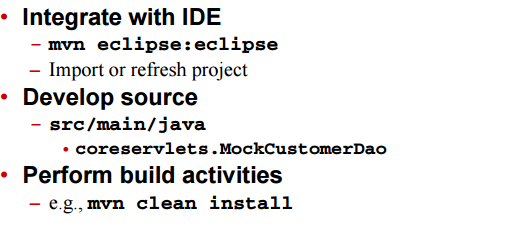 • Integrate with IDE
– mvn eclipse:eclipse
– Import or refresh project
• Develop source
– src/main/java
• coreservlets.MockCustomerDao
• Perform build activities
– e.g., mvn clean install